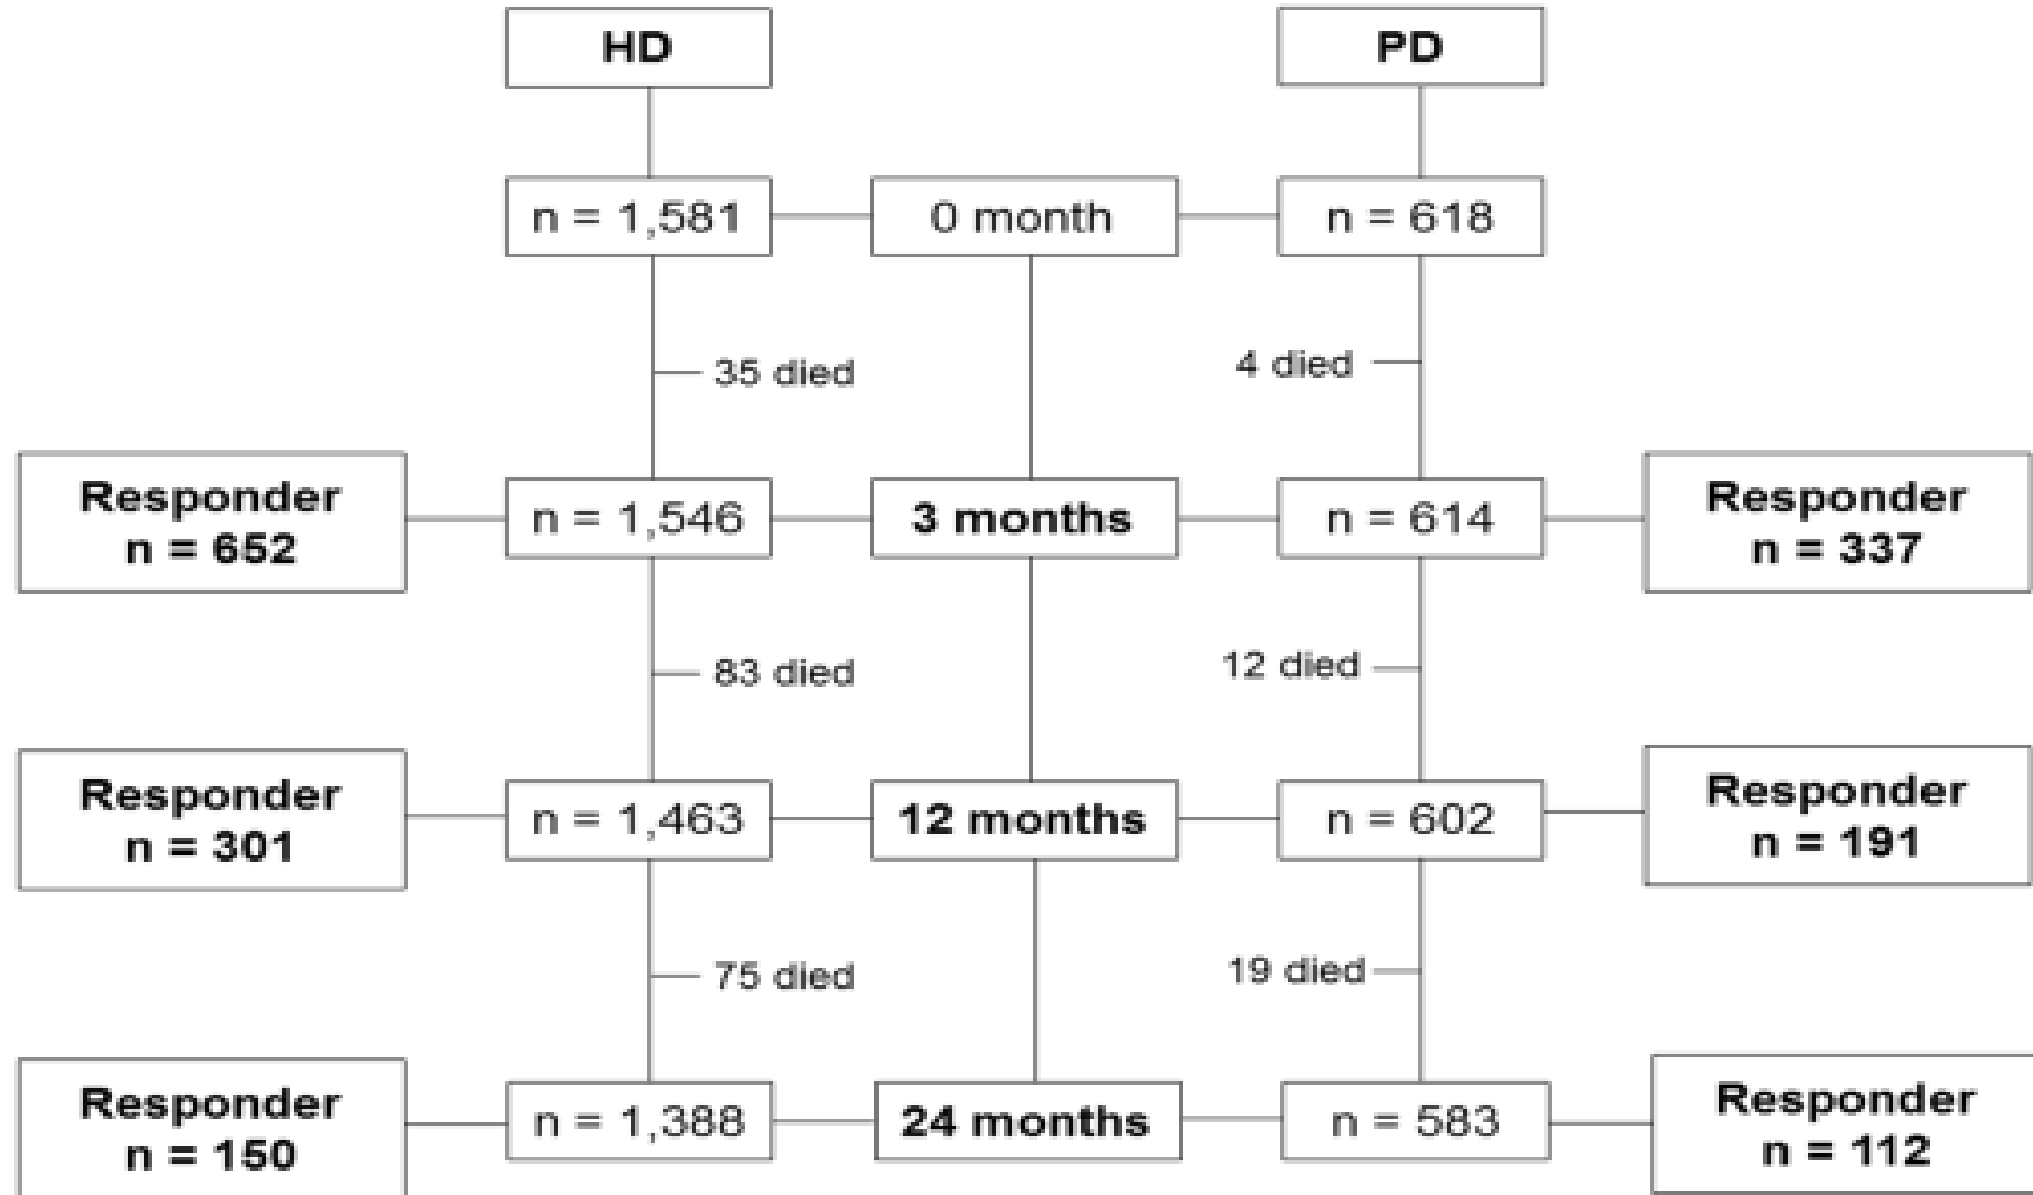 HD
PD
n = 1,581
0 month
n = 618
35 died
4 died
Responder
n = 652
n = 1,546
3 months
n = 614
Responder
n = 337
83 died
12 died
Responder
n = 301
n = 1,463
12 months
n = 602
Responder
n = 191
75 died
19 died
Responder
n = 150
n = 1,388
24 months
n = 583
Responder
n = 112